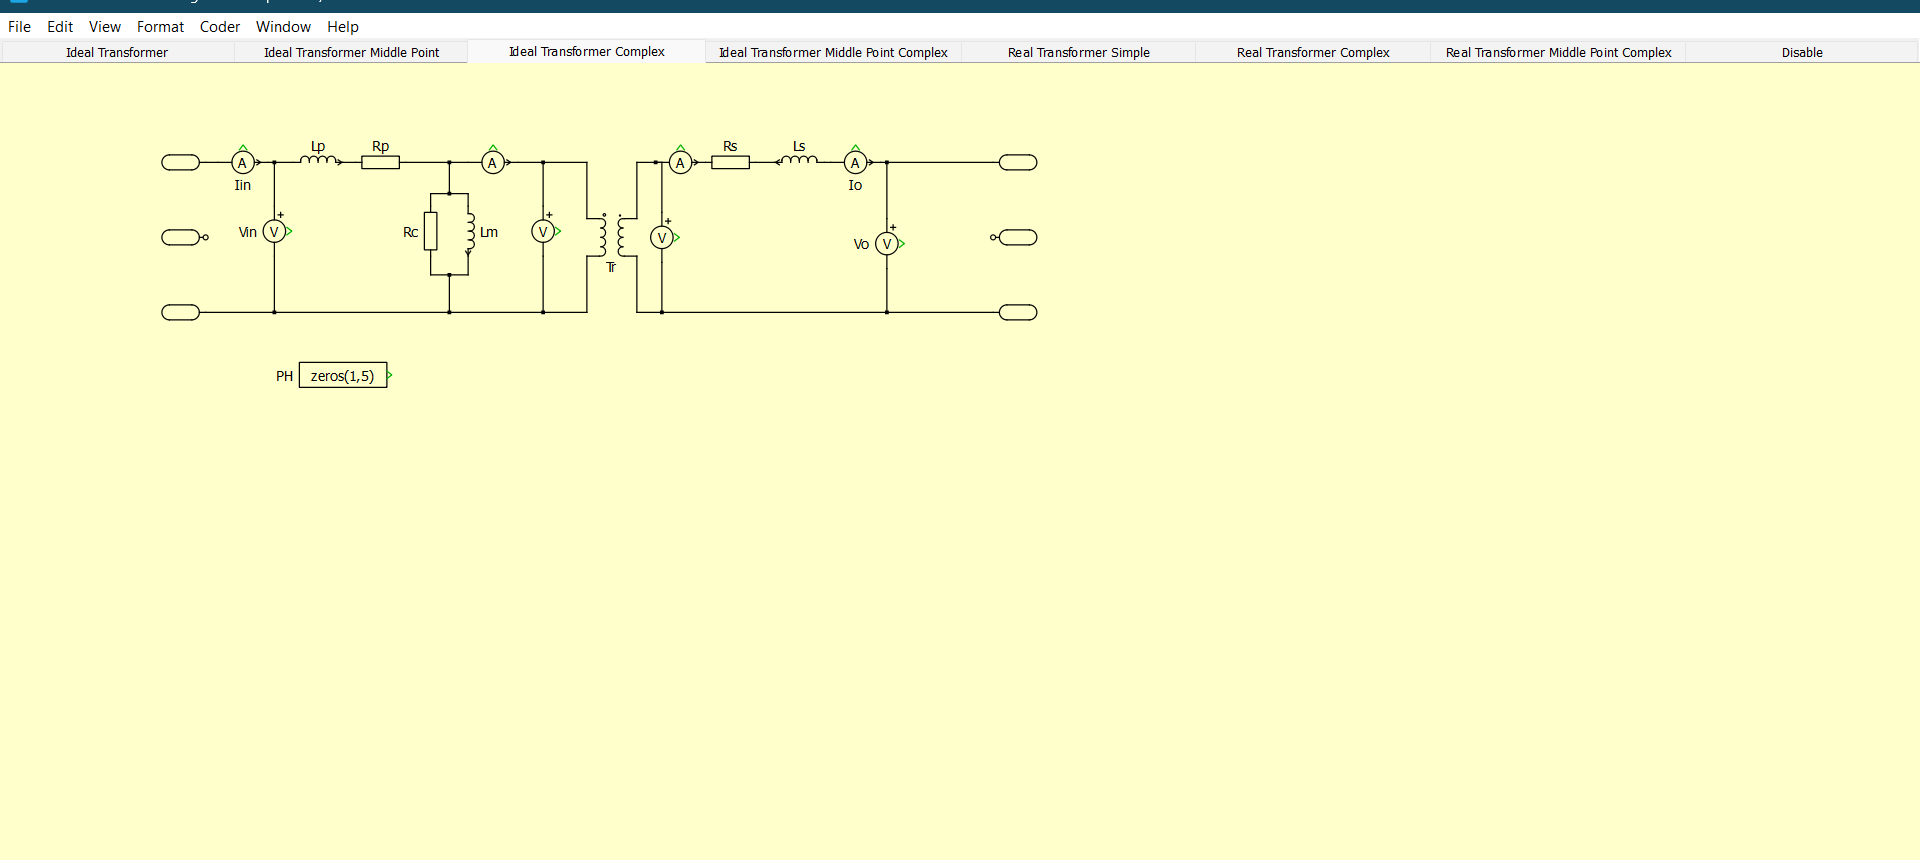 File Edit View Format Coder Window Help
Ideal Transformer Ideal Transformer Middle Point Ideal Transformer Complex Ideal Transformer Middle Point Complex Real Transformer Simple Real Transformer Complex Real Transformer Middle Point Complex Disable
Lp Rp Rs Ls
A A A A
Iin Io
+ + + +
Vin V Rc Lm V V Vo V
Tr
PH zeros(1,5)